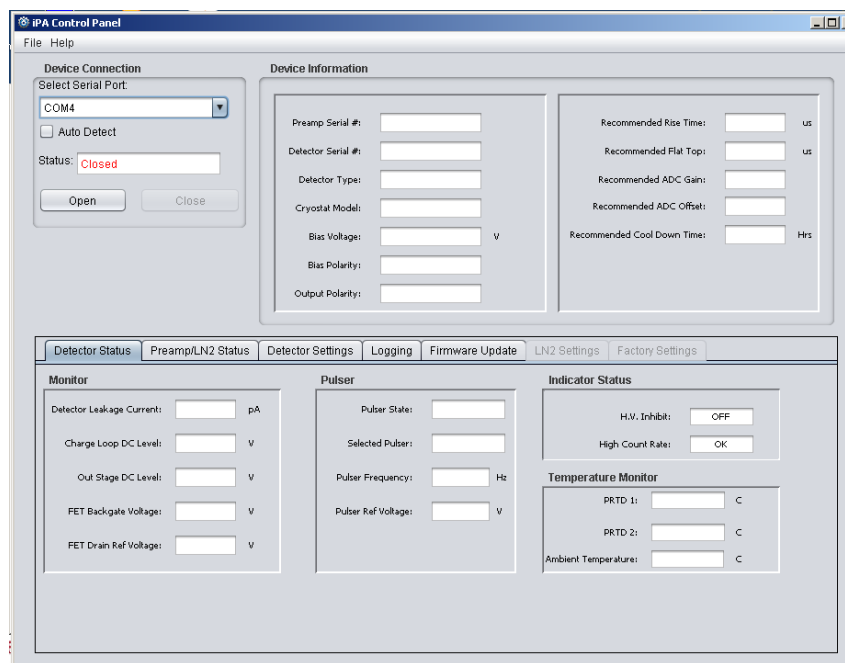 iPA Control Panel
File Help
Device Connection
Select Serial Port:
COM4
Auto Detect
Status: Closed
Open Close
Device Information
Preamp Serial #:
Detector Serial #:
Detector Type:
Cryostat Model:
Bias Voltage: V
Bias Polarity:
Output Polarity:
Recommended Rise Time: us
Recommended Flat Top: us
Recommended ADC Gain:
Recommended ADC Offset:
Recommended Cool Down Time: Hrs
Detector Status Preamp/LN2 Status Detector Settings Logging Firmware Update LN2 Settings Factory Settings
Monitor
Detector Leakage Current: pA
Charge Loop DC Level: V
Out Stage DC Level: V
FET Backgate Voltage: V
FET Drain Ref Voltage: V
Pulser
Pulser State:
Selected Pulser:
Pulser Frequency: Hz
Pulser Ref Voltage: V
Indicator Status
H.V. Inhibit: OFF
High Count Rate: OK
Temperature Monitor
PRTD 1: C
PRTD 2: C
Ambient Temperature: C